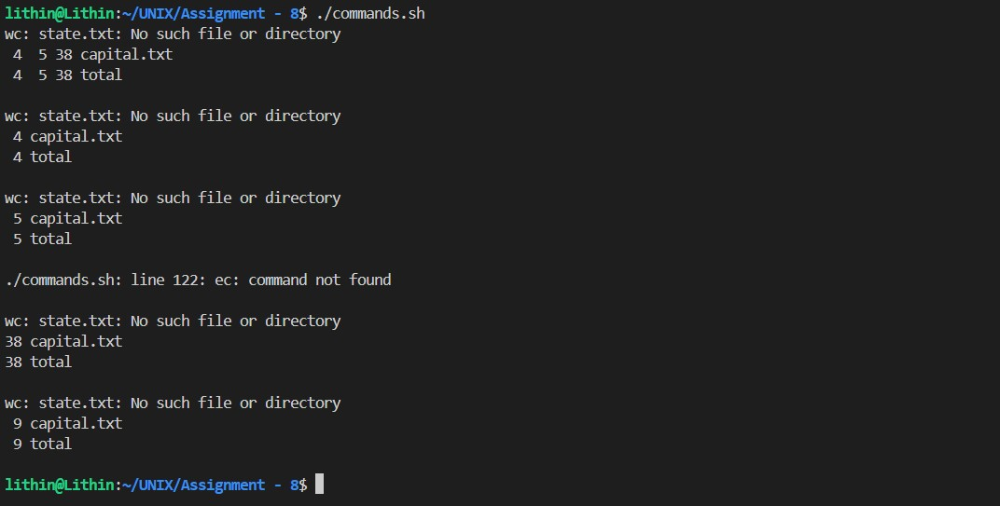 lithin@Lithin:~/UNIX/Assignment - 8$ ./commands.sh
wc: state.txt: No such file or directory
 4  5 38 capital.txt
 4  5 38 total

wc: state.txt: No such file or directory
 4 capital.txt
 4 total

wc: state.txt: No such file or directory
 5 capital.txt
 5 total

./commands.sh: line 122: ec: command not found

wc: state.txt: No such file or directory
38 capital.txt
38 total

wc: state.txt: No such file or directory
 9 capital.txt
 9 total

lithin@Lithin:~/UNIX/Assignment - 8$